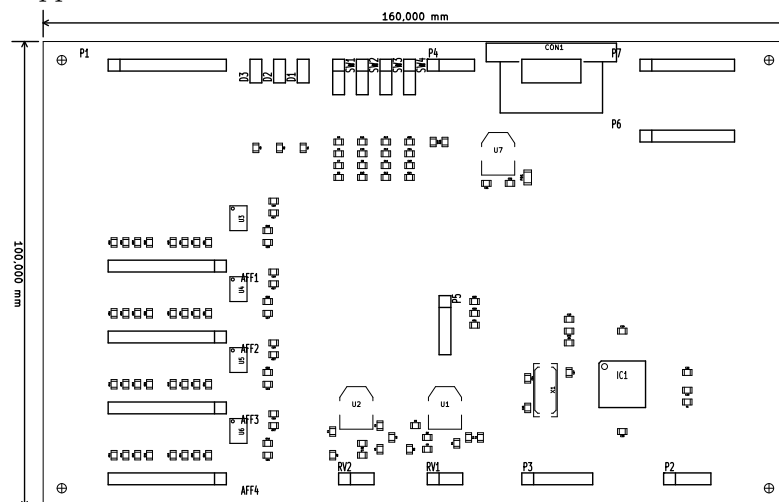 160,000 mm
P1
D3
D2
D1
SW1
SW2
SW3
SW4
P4
CON1
P7
P6
U7
100,000 mm
U3
AFF1
U4
P5
AFF2
U5
X1
IC1
U2
U1
AFF3
U6
RV2
RV1
P3
P2
AFF4